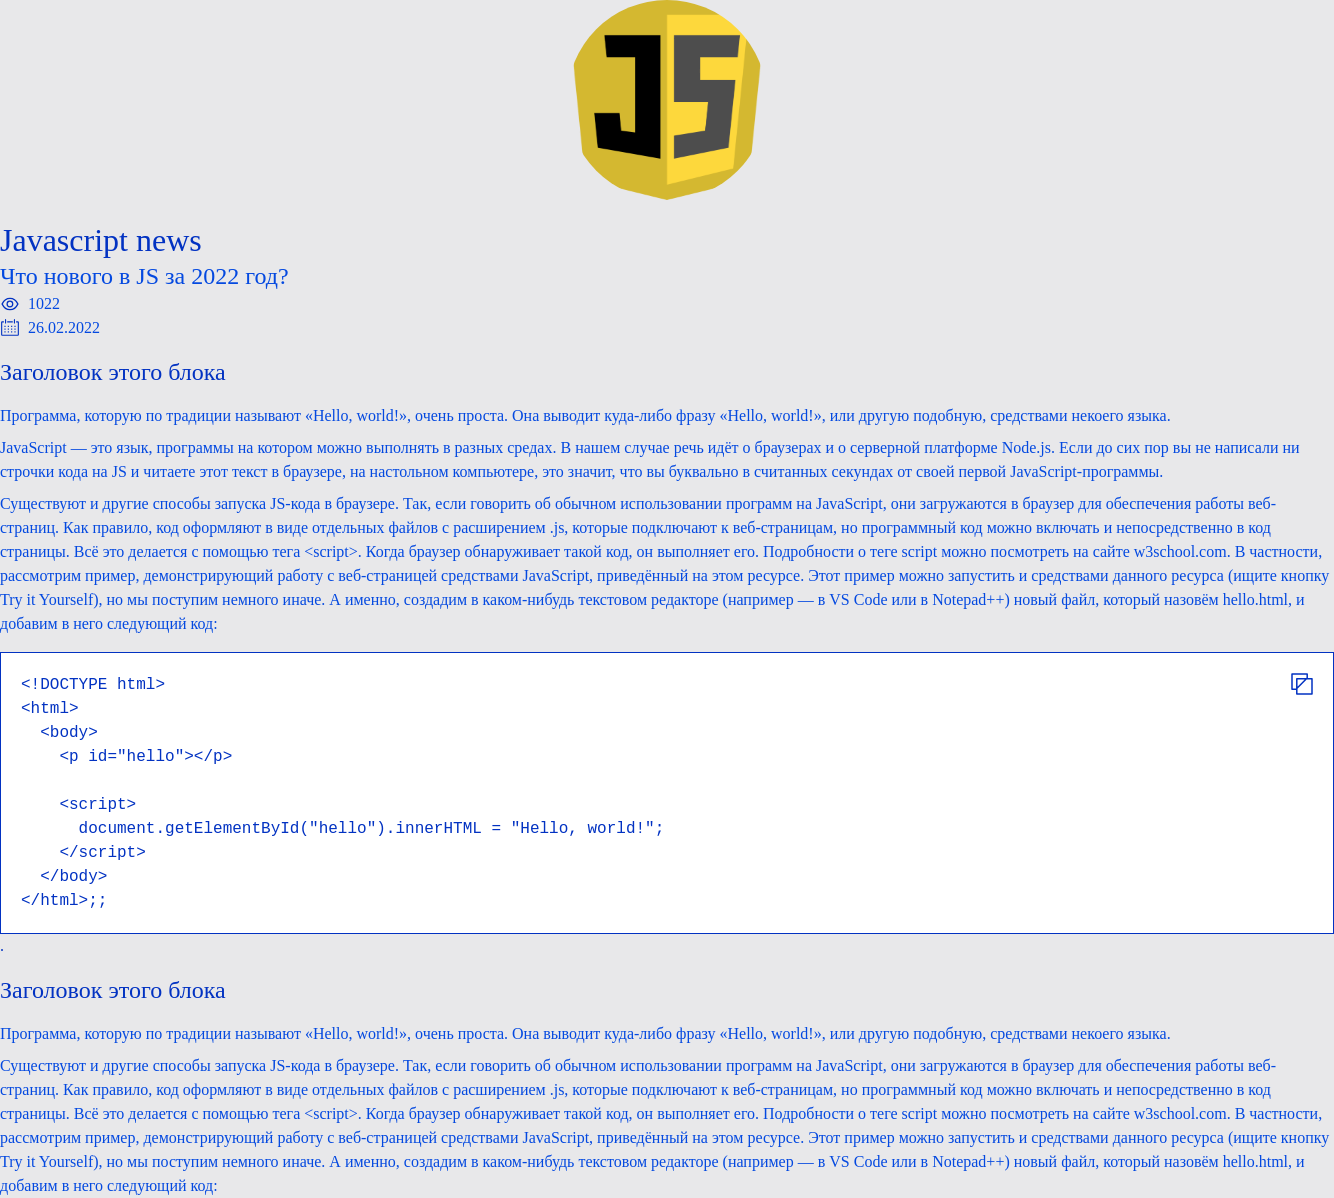 JS
Javascript news
Что нового в JS за 2022 год?
1022
26.02.2022
Заголовок этого блока
Программа, которую по традиции называют «Hello, world!», очень проста. Она выводит куда-либо фразу «Hello, world!», или другую подобную, средствами некоего языка.
JavaScript — это язык, программы на котором можно выполнять в разных средах. В нашем случае речь идёт о браузерах и о серверной платформе Node.js. Если до сих пор вы не написали ни
строчки кода на JS и читаете этот текст в браузере, на настольном компьютере, это значит, что вы буквально в считанных секундах от своей первой JavaScript-программы.
Существуют и другие способы запуска JS-кода в браузере. Так, если говорить об обычном использовании программ на JavaScript, они загружаются в браузер для обеспечения работы веб-
страниц. Как правило, код оформляют в виде отдельных файлов с расширением .js, которые подключают к веб-страницам, но программный код можно включать и непосредственно в код
страницы. Всё это делается с помощью тега <script>. Когда браузер обнаруживает такой код, он выполняет его. Подробности о теге script можно посмотреть на сайте w3school.com. В частности,
рассмотрим пример, демонстрирующий работу с веб-страницей средствами JavaScript, приведённый на этом ресурсе. Этот пример можно запустить и средствами данного ресурса (ищите кнопку
Try it Yourself), но мы поступим немного иначе. А именно, создадим в каком-нибудь текстовом редакторе (например — в VS Code или в Notepad++) новый файл, который назовём hello.html, и
добавим в него следующий код:
<!DOCTYPE html>
<html>
  <body>
    <p id="hello"></p>

    <script>
      document.getElementById("hello").innerHTML = "Hello, world!";
    </script>
  </body>
</html>;;
.
Заголовок этого блока
Программа, которую по традиции называют «Hello, world!», очень проста. Она выводит куда-либо фразу «Hello, world!», или другую подобную, средствами некоего языка.
Существуют и другие способы запуска JS-кода в браузере. Так, если говорить об обычном использовании программ на JavaScript, они загружаются в браузер для обеспечения работы веб-
страниц. Как правило, код оформляют в виде отдельных файлов с расширением .js, которые подключают к веб-страницам, но программный код можно включать и непосредственно в код
страницы. Всё это делается с помощью тега <script>. Когда браузер обнаруживает такой код, он выполняет его. Подробности о теге script можно посмотреть на сайте w3school.com. В частности,
рассмотрим пример, демонстрирующий работу с веб-страницей средствами JavaScript, приведённый на этом ресурсе. Этот пример можно запустить и средствами данного ресурса (ищите кнопку
Try it Yourself), но мы поступим немного иначе. А именно, создадим в каком-нибудь текстовом редакторе (например — в VS Code или в Notepad++) новый файл, который назовём hello.html, и
добавим в него следующий код: